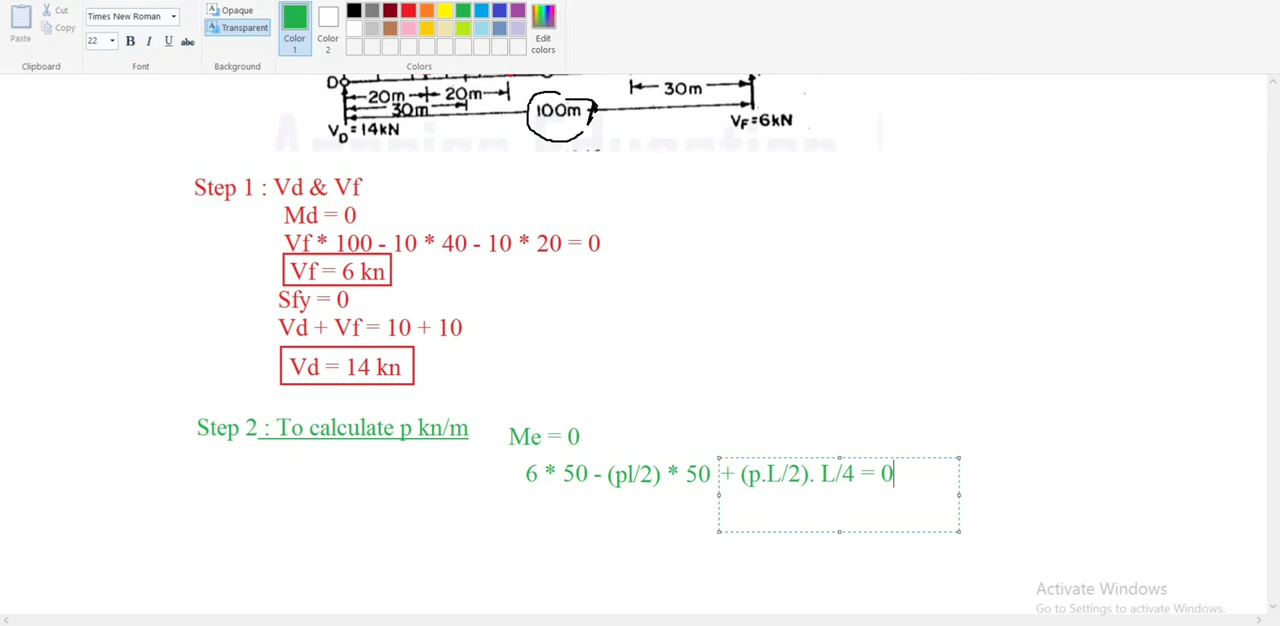 Paste
Cut
Copy
Clipboard
Times New Roman
22
B I U abc
Font
Opaque
Transparent
Background
Color 1
Color 2
Colors
Edit colors
D
20m 20m
30m
100m
30m
VD = 14KN
VF = 6KN
Step 1 : Vd & Vf
Md = 0
Vf * 100 - 10 * 40 - 10 * 20 = 0
Vf = 6 kn
Sfy = 0
Vd + Vf = 10 + 10
Vd = 14 kn
Step 2 : To calculate p kn/m
Me = 0
6 * 50 - (pl/2) * 50 + (p.L/2). L/4 = 0
Activate Windows
Go to Settings to activate Windows.